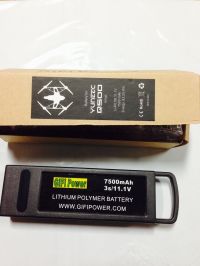 YUNEEC
Q500
GIFI Power
7500mAh
3s/11.1V
LITHIUM POLYMER BATTERY
WWW.GIFIPOWER.COM